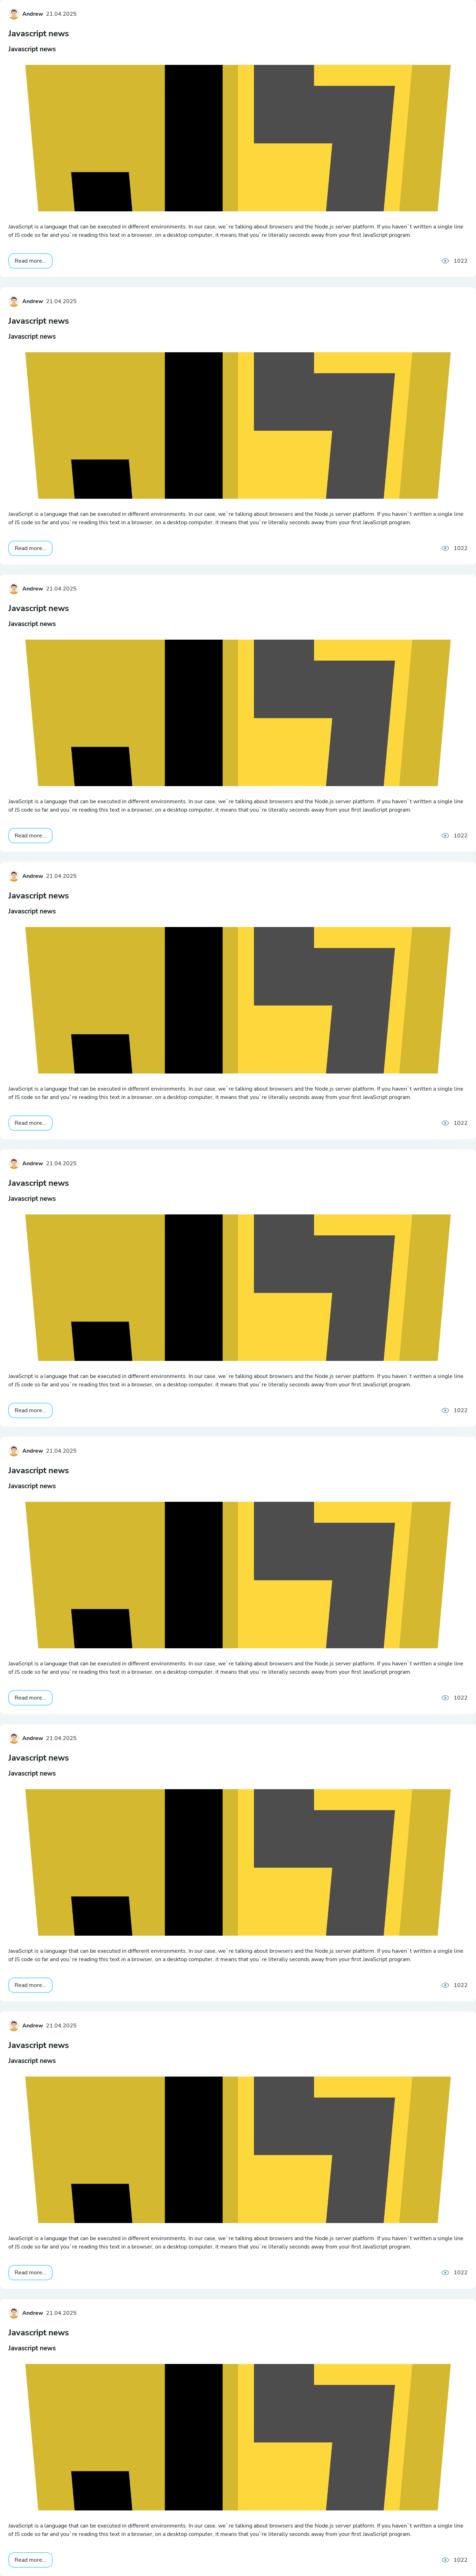 Andrew 21.04.2025
Javascript news
Javascript news
JavaScript is a language that can be executed in different environments. In our case, we`re talking about browsers and the Node.js server platform. If you haven`t written a single line
of JS code so far and you`re reading this text in a browser, on a desktop computer, it means that you`re literally seconds away from your first JavaScript program.
Read more...
1022
Andrew 21.04.2025
Javascript news
Javascript news
JavaScript is a language that can be executed in different environments. In our case, we`re talking about browsers and the Node.js server platform. If you haven`t written a single line
of JS code so far and you`re reading this text in a browser, on a desktop computer, it means that you`re literally seconds away from your first JavaScript program.
Read more...
1022
Andrew 21.04.2025
Javascript news
Javascript news
JavaScript is a language that can be executed in different environments. In our case, we`re talking about browsers and the Node.js server platform. If you haven`t written a single line
of JS code so far and you`re reading this text in a browser, on a desktop computer, it means that you`re literally seconds away from your first JavaScript program.
Read more...
1022
Andrew 21.04.2025
Javascript news
Javascript news
JavaScript is a language that can be executed in different environments. In our case, we`re talking about browsers and the Node.js server platform. If you haven`t written a single line
of JS code so far and you`re reading this text in a browser, on a desktop computer, it means that you`re literally seconds away from your first JavaScript program.
Read more...
1022
Andrew 21.04.2025
Javascript news
Javascript news
JavaScript is a language that can be executed in different environments. In our case, we`re talking about browsers and the Node.js server platform. If you haven`t written a single line
of JS code so far and you`re reading this text in a browser, on a desktop computer, it means that you`re literally seconds away from your first JavaScript program.
Read more...
1022
Andrew 21.04.2025
Javascript news
Javascript news
JavaScript is a language that can be executed in different environments. In our case, we`re talking about browsers and the Node.js server platform. If you haven`t written a single line
of JS code so far and you`re reading this text in a browser, on a desktop computer, it means that you`re literally seconds away from your first JavaScript program.
Read more...
1022
Andrew 21.04.2025
Javascript news
Javascript news
JavaScript is a language that can be executed in different environments. In our case, we`re talking about browsers and the Node.js server platform. If you haven`t written a single line
of JS code so far and you`re reading this text in a browser, on a desktop computer, it means that you`re literally seconds away from your first JavaScript program.
Read more...
1022
Andrew 21.04.2025
Javascript news
Javascript news
JavaScript is a language that can be executed in different environments. In our case, we`re talking about browsers and the Node.js server platform. If you haven`t written a single line
of JS code so far and you`re reading this text in a browser, on a desktop computer, it means that you`re literally seconds away from your first JavaScript program.
Read more...
1022
Andrew 21.04.2025
Javascript news
Javascript news
JavaScript is a language that can be executed in different environments. In our case, we`re talking about browsers and the Node.js server platform. If you haven`t written a single line
of JS code so far and you`re reading this text in a browser, on a desktop computer, it means that you`re literally seconds away from your first JavaScript program.
Read more...
1022